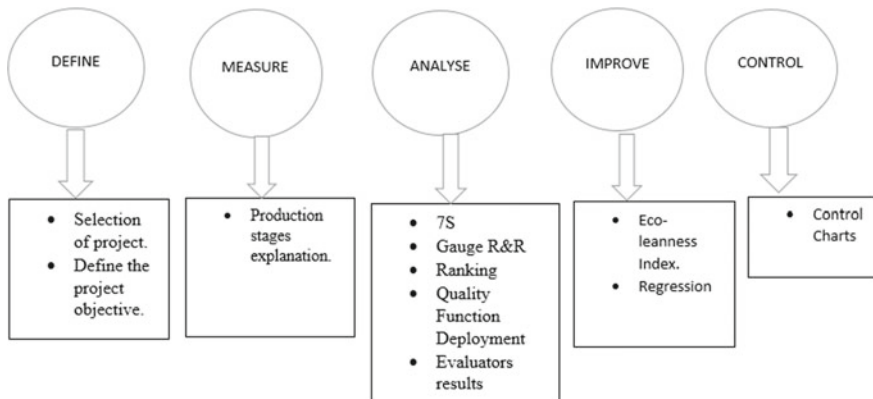 DEFINE
MEASURE
ANALYSE
IMPROVE
CONTROL
• Selection
of project.
• Define the
project
objective.
• Production
stages
explanation.
• 7S
• Gauge R&R
• Ranking
• Quality
Function
Deployment
• Evaluators
results
• Eco-
leanness
Index.
• Regression
• Control
Charts